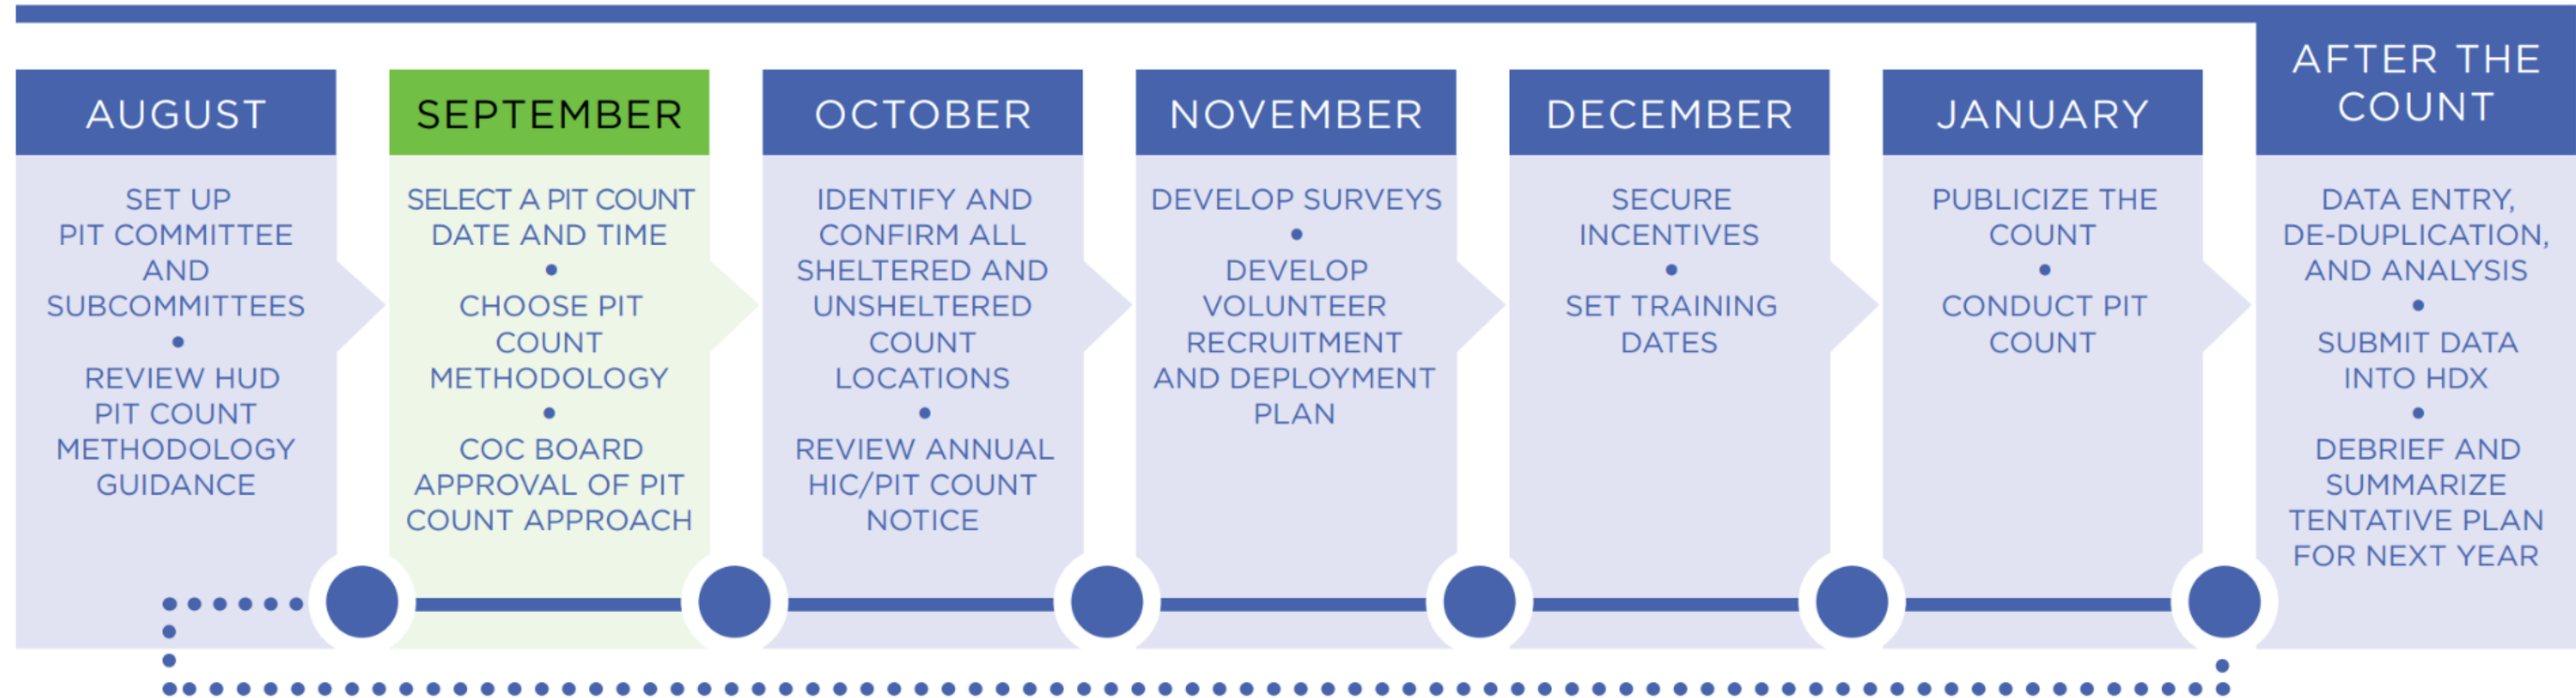 AUGUST
SET UP
PIT COMMITTEE
AND
SUBCOMMITTEES
•
REVIEW HUD
PIT COUNT
METHODOLOGY
GUIDANCE
SEPTEMBER
SELECT A PIT COUNT
DATE AND TIME
•
CHOOSE PIT
COUNT
METHODOLOGY
•
COC BOARD
APPROVAL OF PIT
COUNT APPROACH
OCTOBER
IDENTIFY AND
CONFIRM ALL
SHELTERED AND
UNSHELTERED
COUNT
LOCATIONS
•
REVIEW ANNUAL
HIC/PIT COUNT
NOTICE
NOVEMBER
DEVELOP SURVEYS
•
DEVELOP
VOLUNTEER
RECRUITMENT
AND DEPLOYMENT
PLAN
DECEMBER
SECURE
INCENTIVES
•
SET TRAINING
DATES
JANUARY
PUBLICIZE THE
COUNT
•
CONDUCT PIT
COUNT
AFTER THE
COUNT
DATA ENTRY,
DE-DUPLICATION,
AND ANALYSIS
•
SUBMIT DATA
INTO HDX
•
DEBRIEF AND
SUMMARIZE
TENTATIVE PLAN
FOR NEXT YEAR